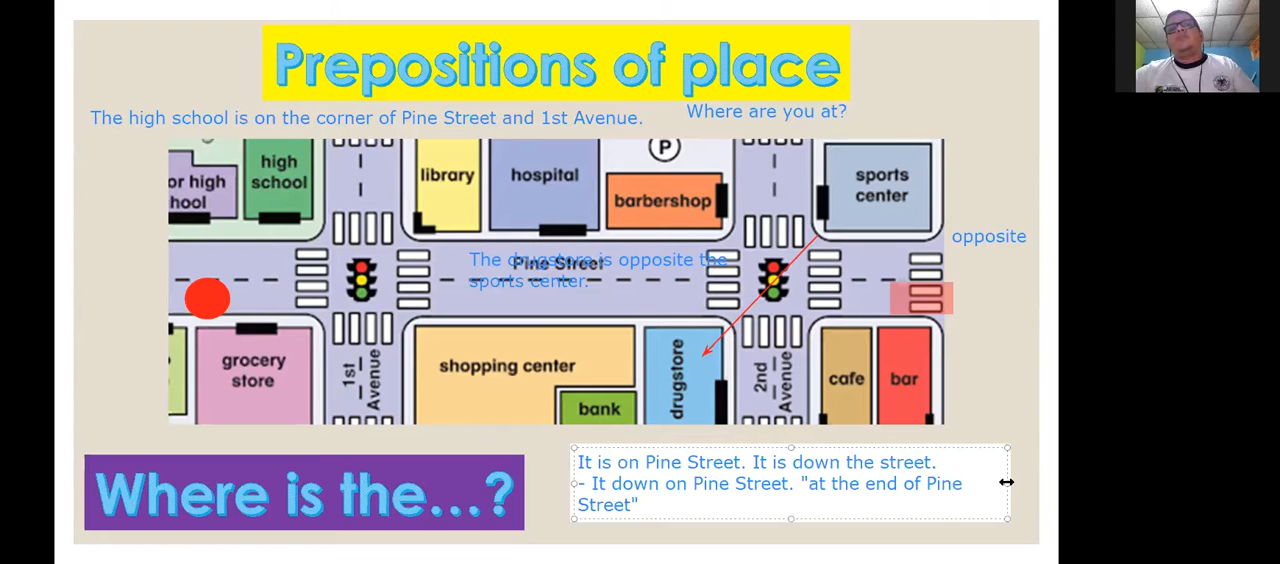 Prepositions of place
The high school is on the corner of Pine Street and 1st Avenue.
Where are you at?
P
or high
hool
high
school
library
hospital
barbershop
sports
center
opposite
Pine Street
The drugstore is opposite the
sports center.
grocery
store
1st
Avenue
shopping center
bank
drugstore
2nd
Avenue
cafe
bar
Where is the...?
It is on Pine Street. It is down the street.
- It down on Pine Street. "at the end of Pine
Street"